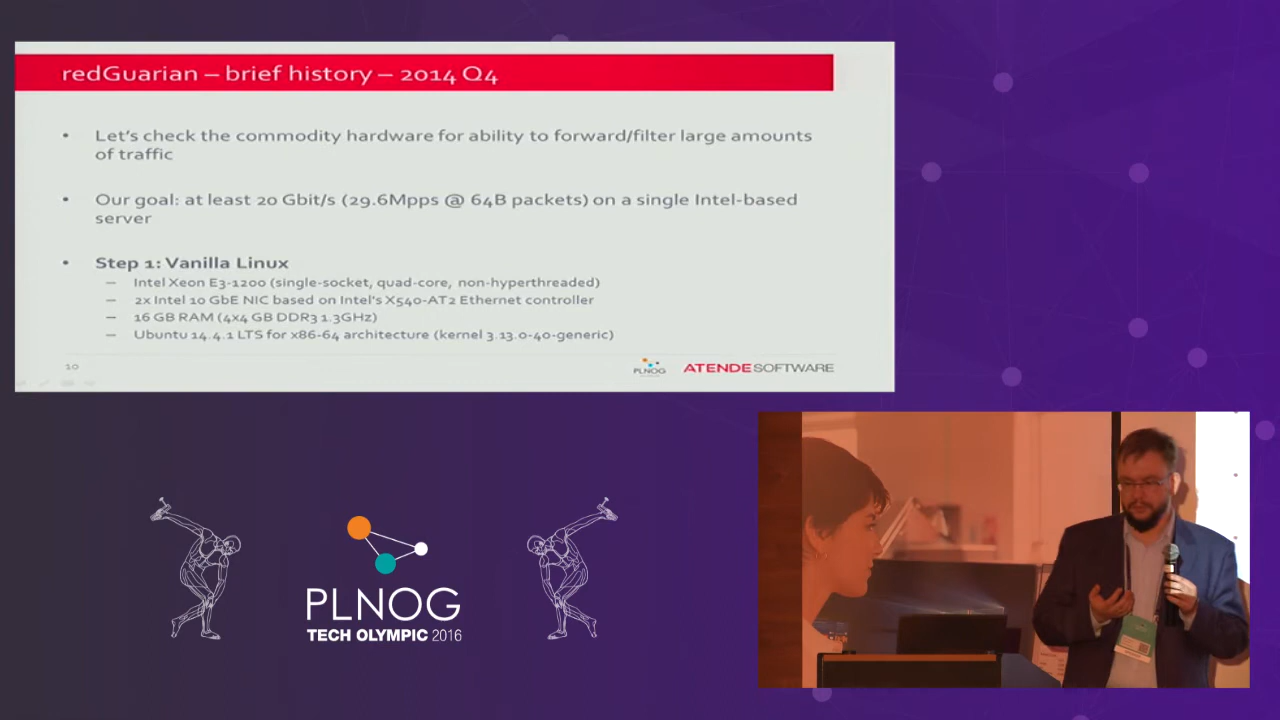 redGuarian – brief history – 2014 Q4
• Let's check the commodity hardware for ability to forward/filter large amounts
of traffic
• Our goal: at least 20 Gbit/s (29.6Mpps @ 64B packets) on a single Intel-based
server
• Step 1: Vanilla Linux
– Intel Xeon E3-1200 (single-socket, quad-core, non-hyperthreaded)
– 2x Intel 10 GbE NIC based on Intel's X540-AT2 Ethernet controller
– 16 GB RAM (4x4 GB DDR3 1.3GHz)
– Ubuntu 14.4.1 LTS for x86-64 architecture (kernel 3.13.0-40-generic)
10
PLNOG
ATENDE SOFTWARE
PLNOG
TECH OLYMPIC 2016